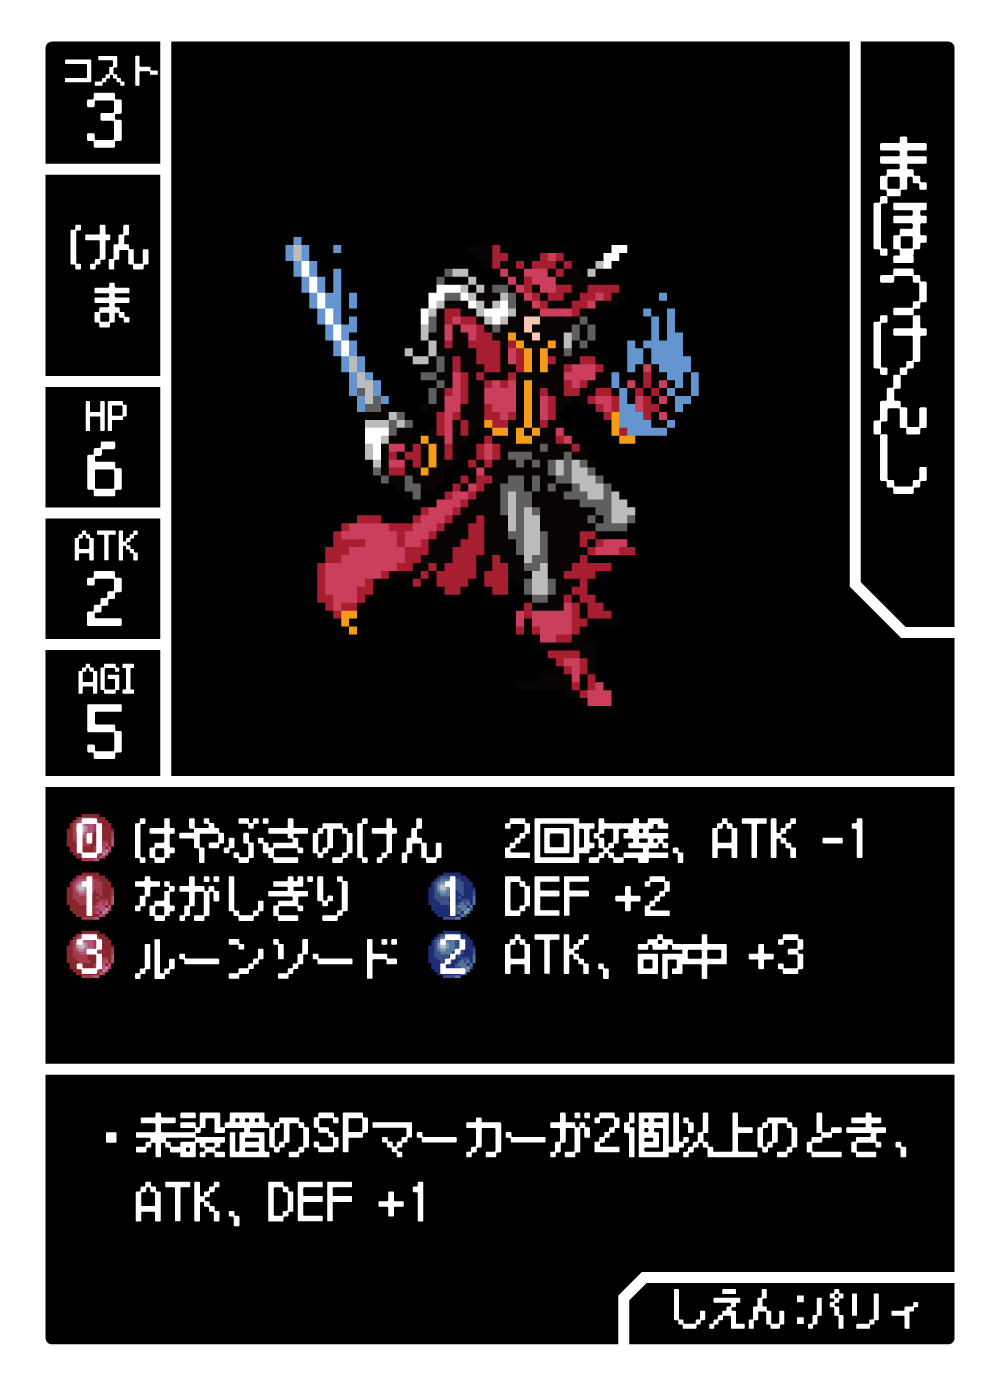 コスト
3
けん
ま
HP
6
ATK
2
AGI
5
まほうけんし
0 はやぶさのけん 2回攻撃、ATK -1
1 ながしぎり 1 DEF +2
3 ルーンソード 2 ATK、命中 +3
・未設置のSPマーカーが2個以上のとき、
ATK、DEF +1
しえん:パリィ